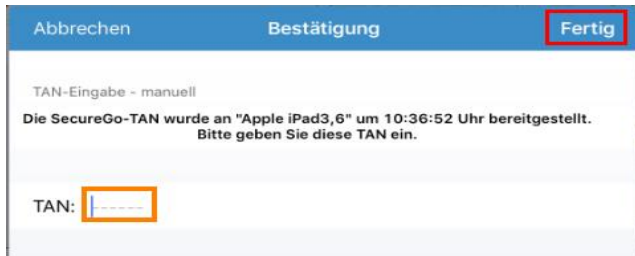 Abbrechen Bestätigung Fertig
TAN-Eingabe - manuell
Die SecureGo-TAN wurde an "Apple iPad3,6" um 10:36:52 Uhr bereitgestellt.
Bitte geben Sie diese TAN ein.
TAN: ------